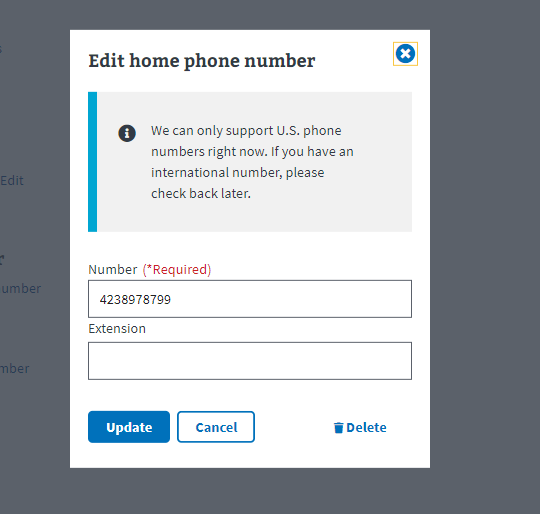 Edit home phone number
We can only support U.S. phone
numbers right now. If you have an
international number, please
check back later.
Edit
umber
Number (*Required)
4238978799
Extension
mber
Update Cancel Delete